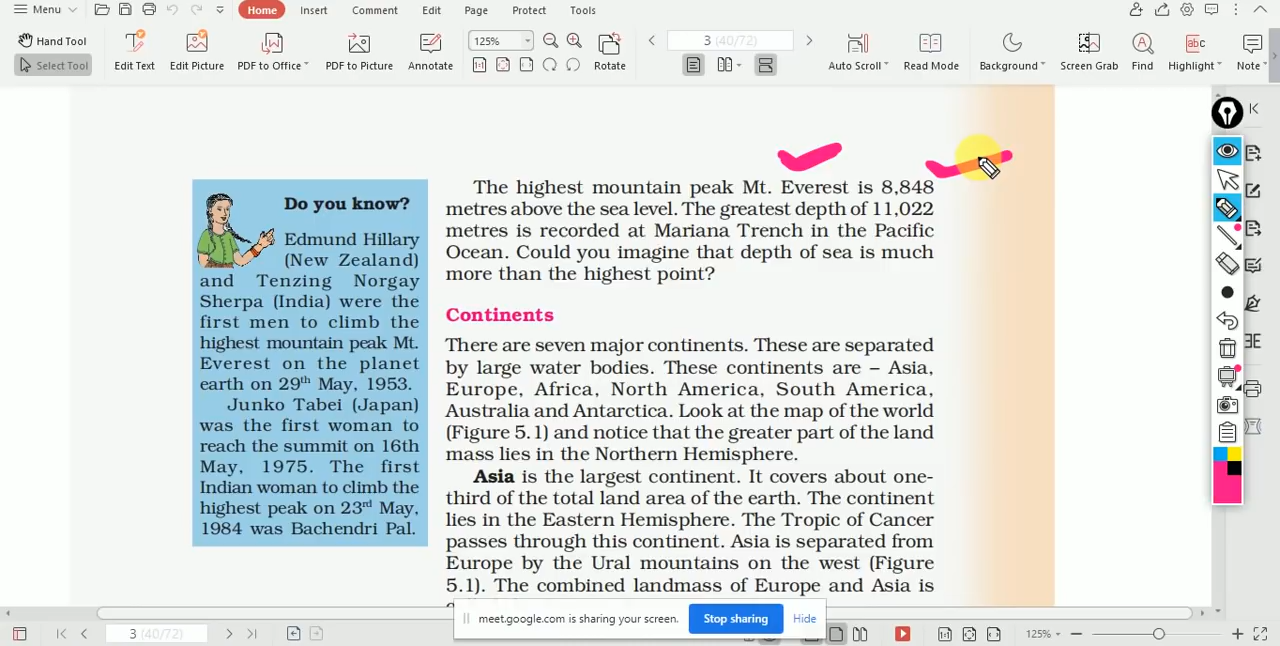 Menu
Home Insert Comment Edit Page Protect Tools
Hand Tool
Select Tool
Edit Text Edit Picture PDF to Office PDF to Picture Annotate
125%
Rotate
3 (40/72)
Auto Scroll Read Mode Background Screen Grab Find Highlight Note
abc
Do you know?
Edmund Hillary
(New Zealand)
and Tenzing Norgay
Sherpa (India) were the
first men to climb the
highest mountain peak Mt.
Everest on the planet
earth on 29th May, 1953.
Junko Tabei (Japan)
was the first woman to
reach the summit on 16th
May, 1975. The first
Indian woman to climb the
highest peak on 23rd May,
1984 was Bachendri Pal.
The highest mountain peak Mt. Everest is 8,848
metres above the sea level. The greatest depth of 11,022
metres is recorded at Mariana Trench in the Pacific
Ocean. Could you imagine that depth of sea is much
more than the highest point?
Continents
There are seven major continents. These are separated
by large water bodies. These continents are – Asia,
Europe, Africa, North America, South America,
Australia and Antarctica. Look at the map of the world
(Figure 5.1) and notice that the greater part of the land
mass lies in the Northern Hemisphere.
Asia is the largest continent. It covers about one-
third of the total land area of the earth. The continent
lies in the Eastern Hemisphere. The Tropic of Cancer
passes through this continent. Asia is separated from
Europe by the Ural mountains on the west (Figure
5.1). The combined landmass of Europe and Asia is
meet.google.com is sharing your screen. Stop sharing Hide
3 (40/72)
125%